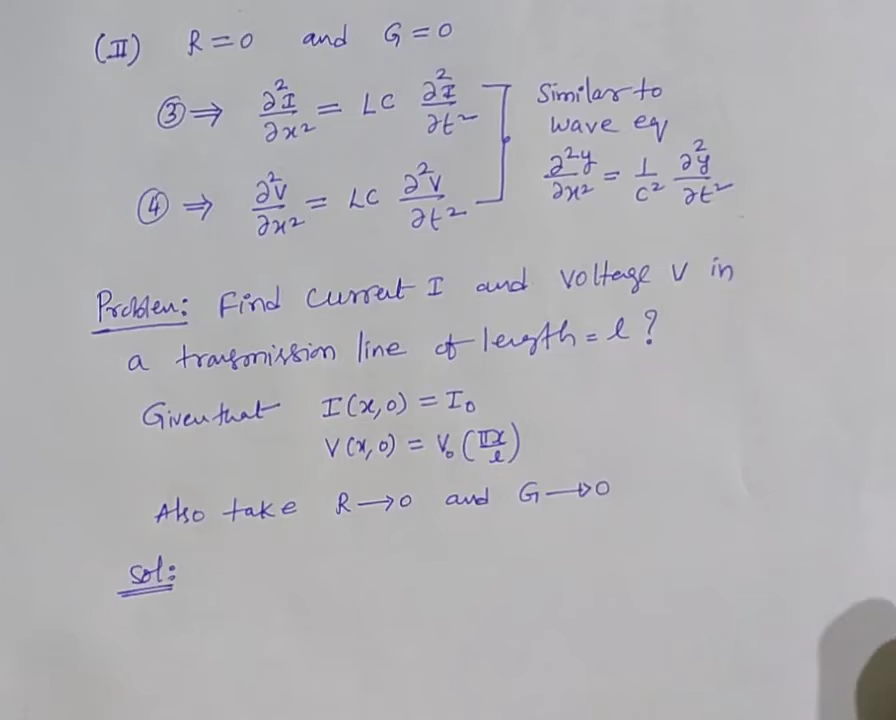 (II) R=0 and G=0
③ ⇒ ∂²I/∂x² = LC ∂²I/∂t²
Similar to
wave eq
④ ⇒ ∂²V/∂x² = LC ∂²V/∂t²
∂²y/∂x² = 1/c² ∂²y/∂t²
Problem: Find current I and voltage V in
a transmission line of length = l?
Given that I(x,0) = I₀
V(x,0) = V₀ (πx/l)
Also take R→0 and G→0
Sol: